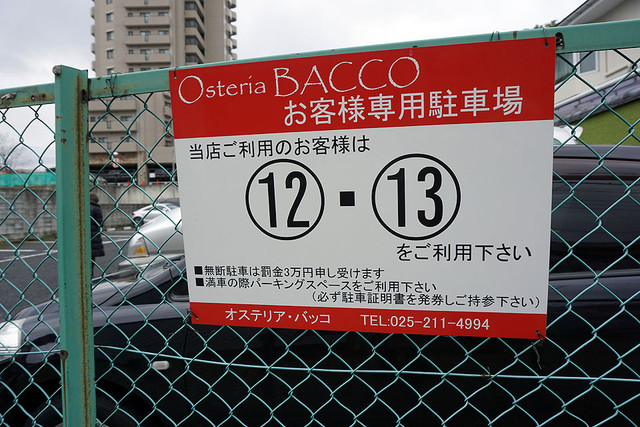 Osteria BACCO
お客様専用駐車場
当店ご利用のお客様は
⑫・⑬
をご利用下さい
■無断駐車は罰金3万円申し受けます
■満車の際パーキングスペースをご利用下さい
(必ず駐車証明書を発券しご持参下さい)
オステリア・バッコ TEL:025-211-4994